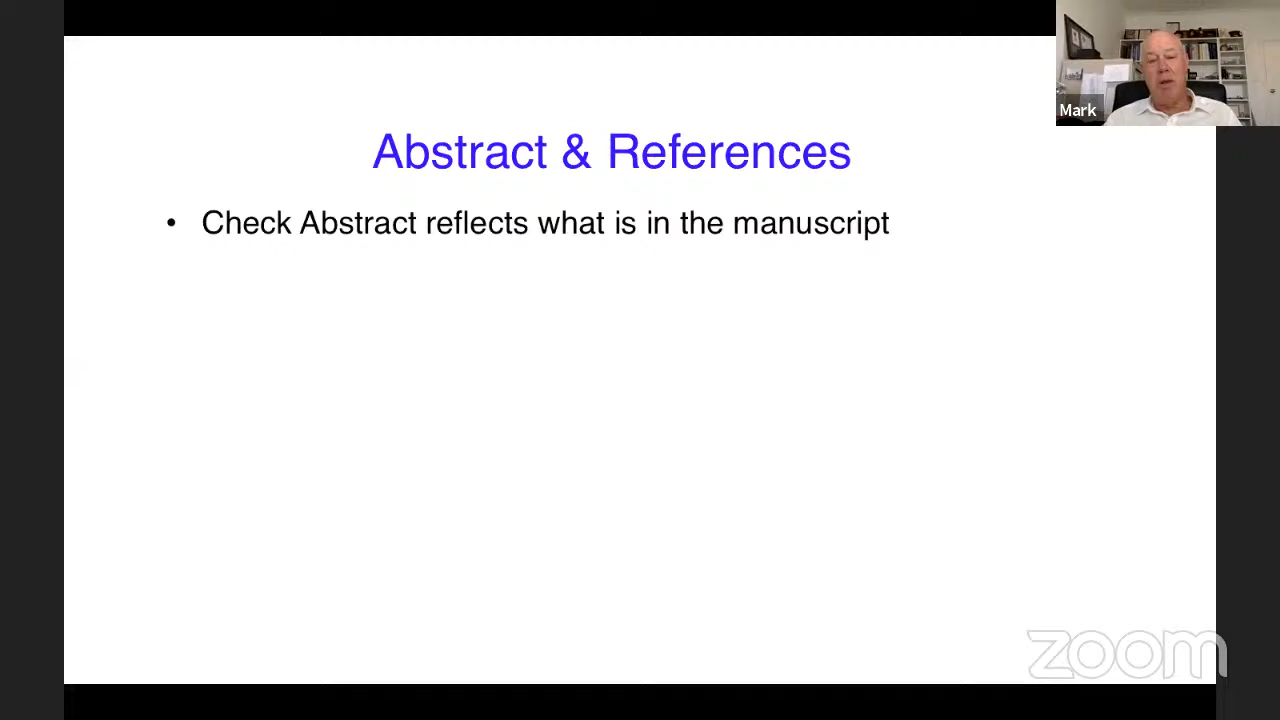 Mark
Abstract & References
• Check Abstract reflects what is in the manuscript
zoom